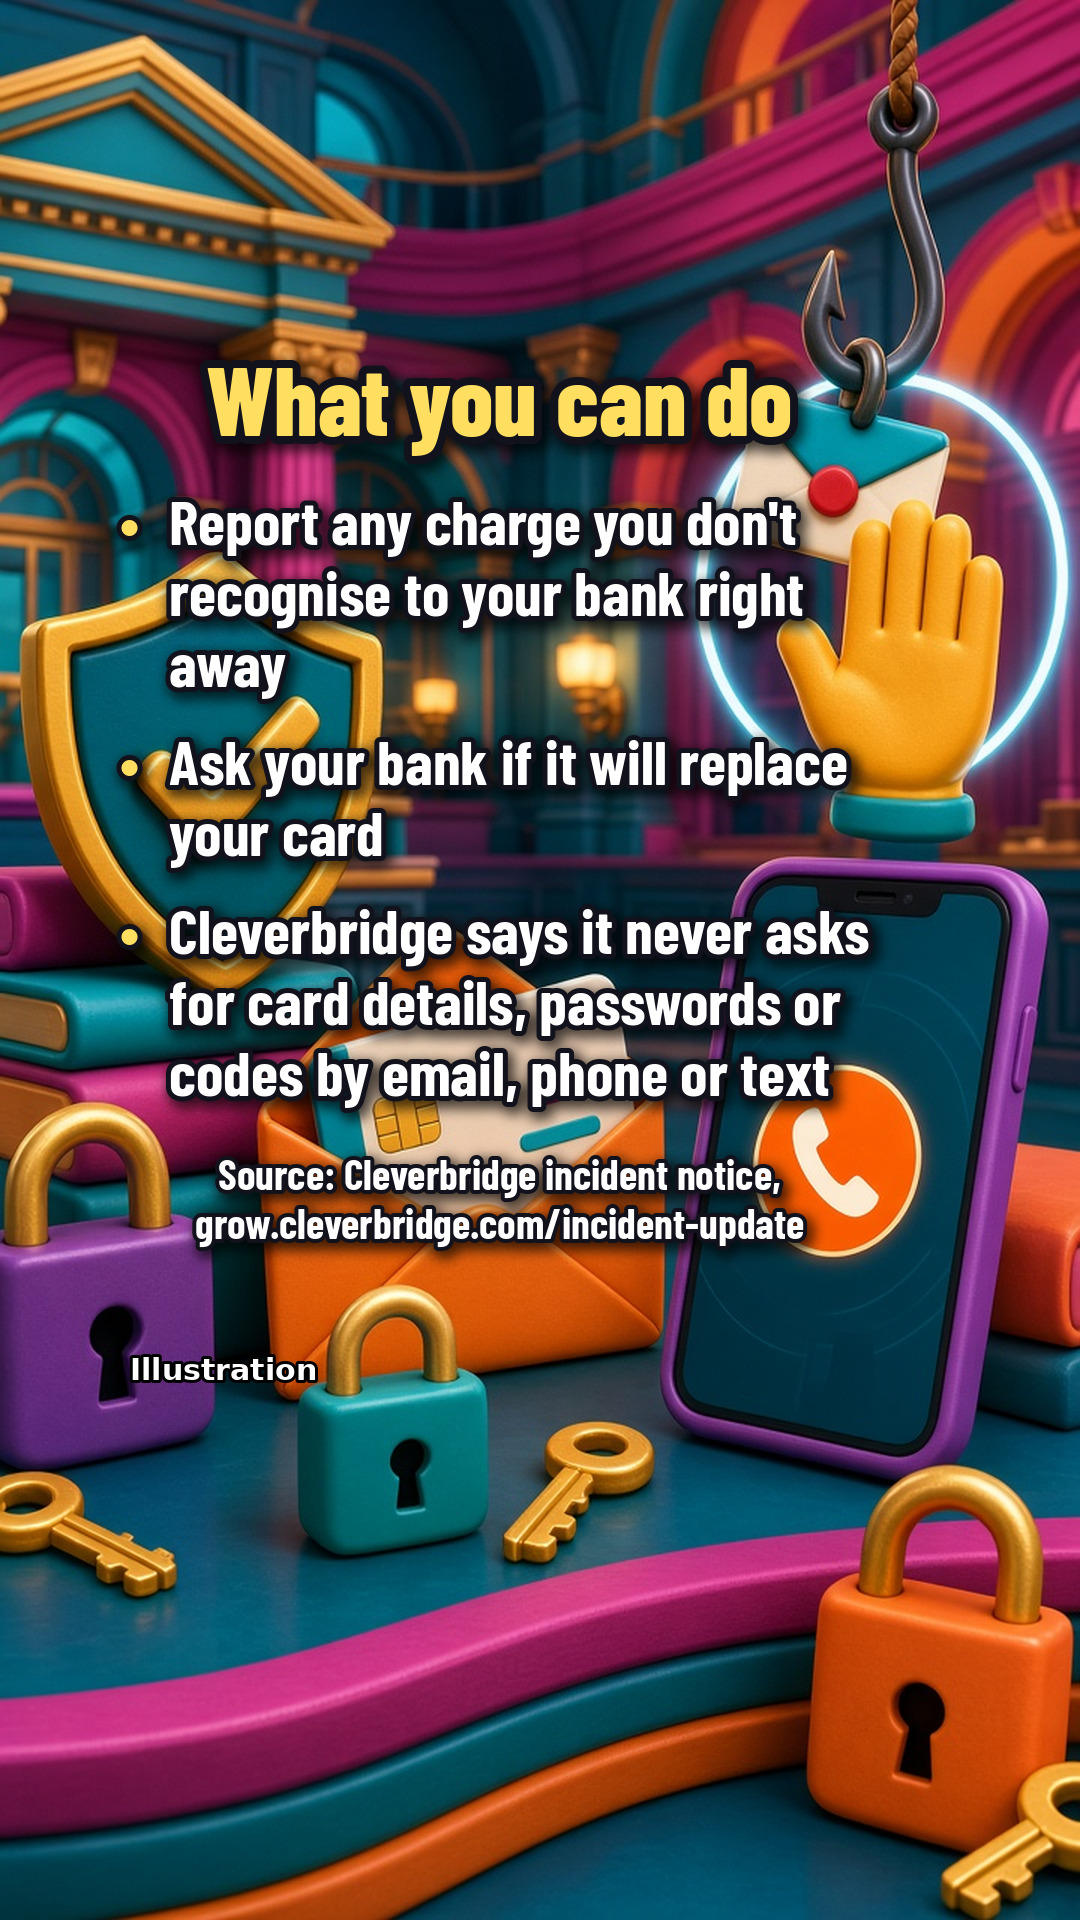 What you can do
• Report any charge you don't
recognise to your bank right
away
• Ask your bank if it will replace
your card
• Cleverbridge says it never asks
for card details, passwords or
codes by email, phone or text
Source: Cleverbridge incident notice,
grow.cleverbridge.com/incident-update
Illustration